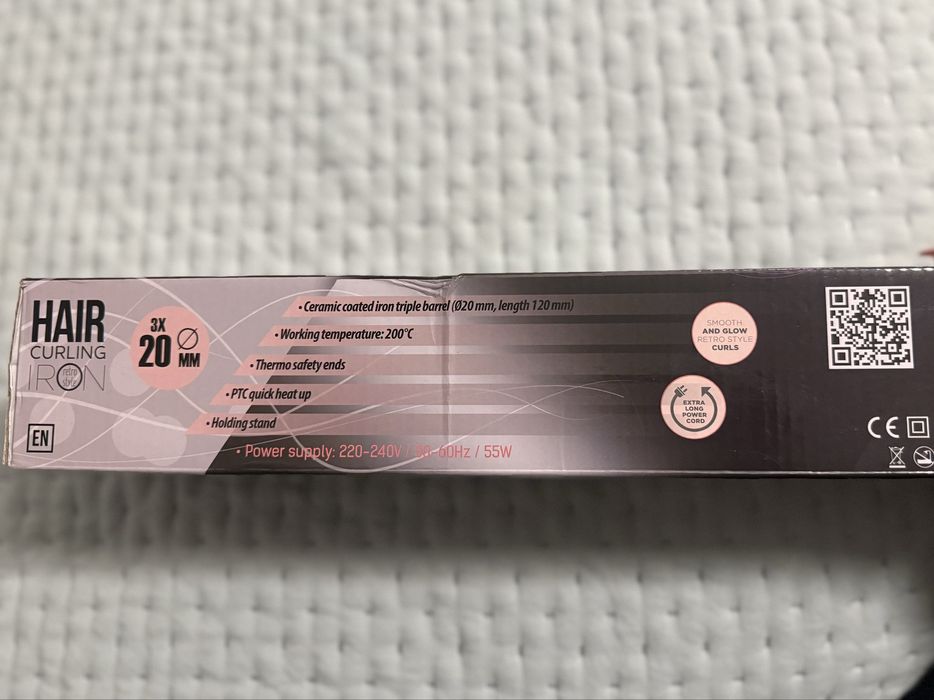 HAIR
CURLING
IRON
retro
style
3X
20 Ø
MM
EN
• Ceramic coated iron triple barrel (Ø20 mm, length 120 mm)
• Working temperature: 200°C
• Thermo safety ends
• PTC quick heat up
• Holding stand
• Power supply: 220-240V / 50-60Hz / 55W
SMOOTH
AND GLOW
RETRO STYLE
CURLS
EXTRA
LONG
POWER
CORD
CE